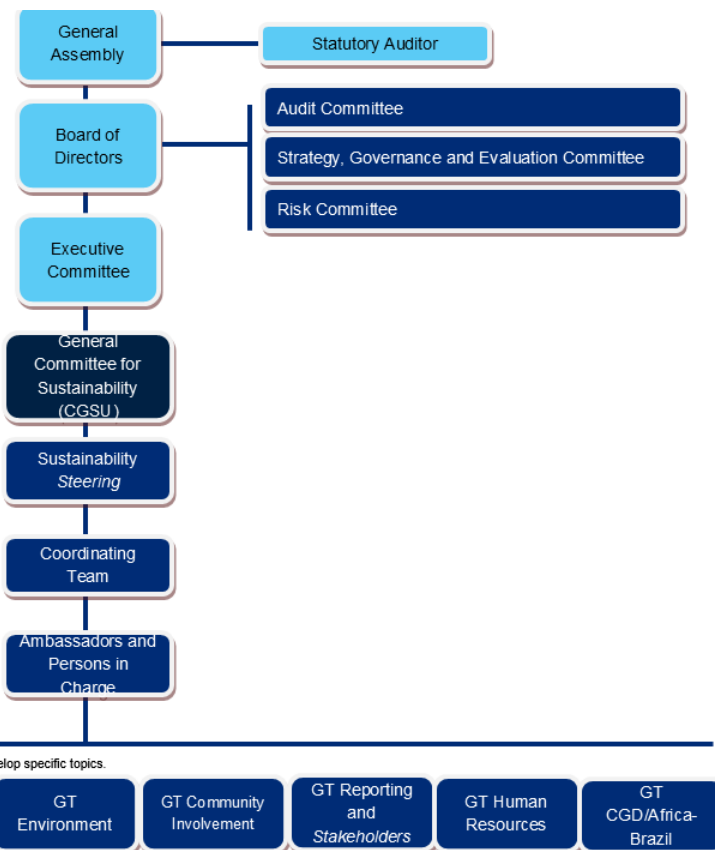 General
Assembly
Statutory Auditor
Board of
Directors
Audit Committee
Strategy, Governance and Evaluation Committee
Risk Committee
Executive
Committee
General
Committee for
Sustainability
(CGSU)
Sustainability
Steering
Coordinating
Team
Ambassadors and
Persons in
Charge
specific topics.
GT
Environment
GT Community
Involvement
GT Reporting
and
Stakeholders
GT Human
Resources
GT
CGD/Africa-
Brazil